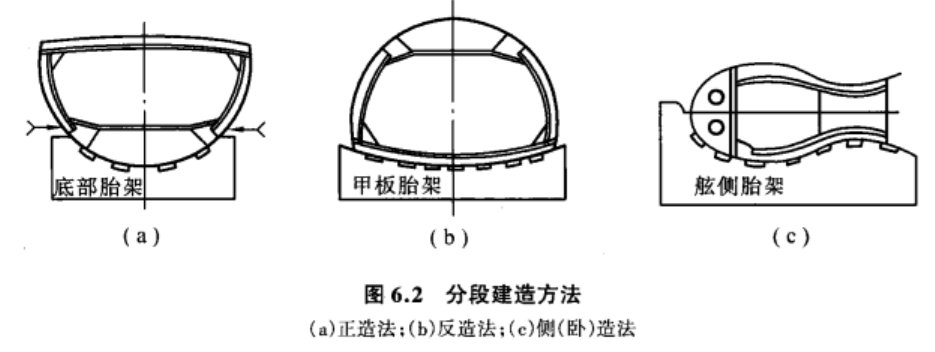 底部胎架
甲板胎架
舷侧胎架
(a)
(b)
(c)
图 6.2 分段建造方法
(a)正造法;(b)反造法;(c)侧(卧)造法